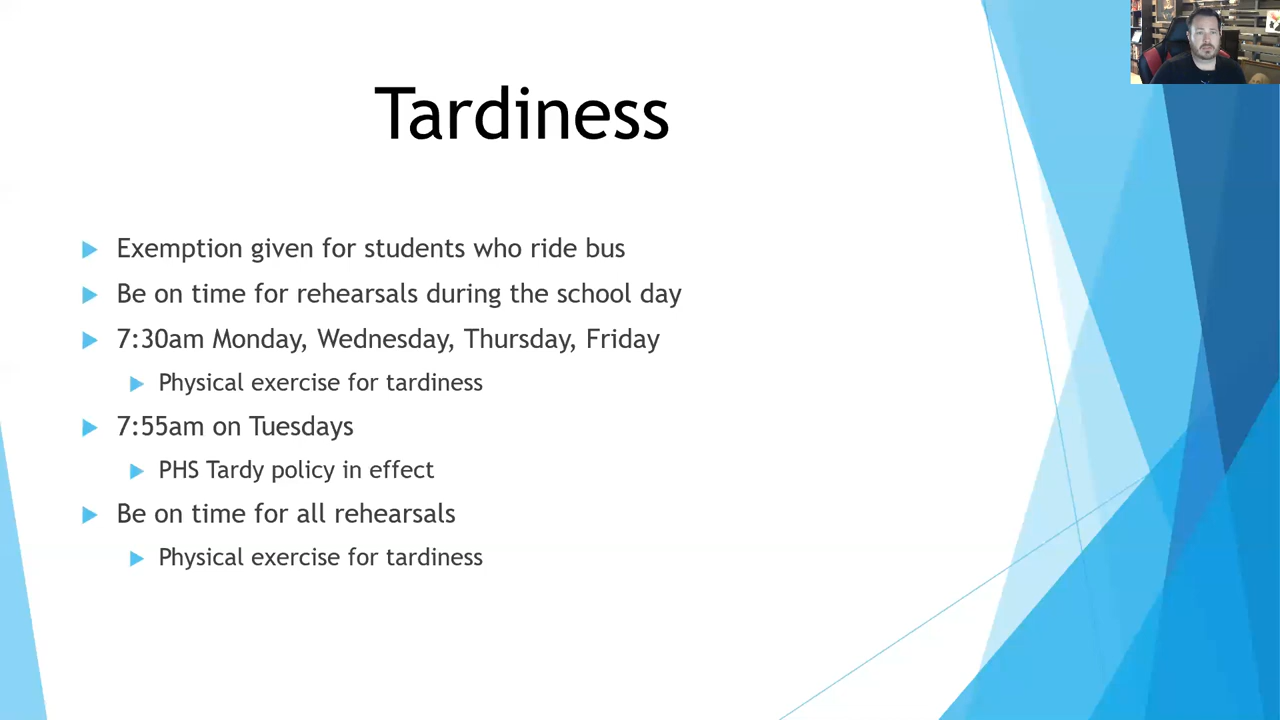 Tardiness
Exemption given for students who ride bus
Be on time for rehearsals during the school day
7:30am Monday, Wednesday, Thursday, Friday
Physical exercise for tardiness
7:55am on Tuesdays
PHS Tardy policy in effect
Be on time for all rehearsals
Physical exercise for tardiness